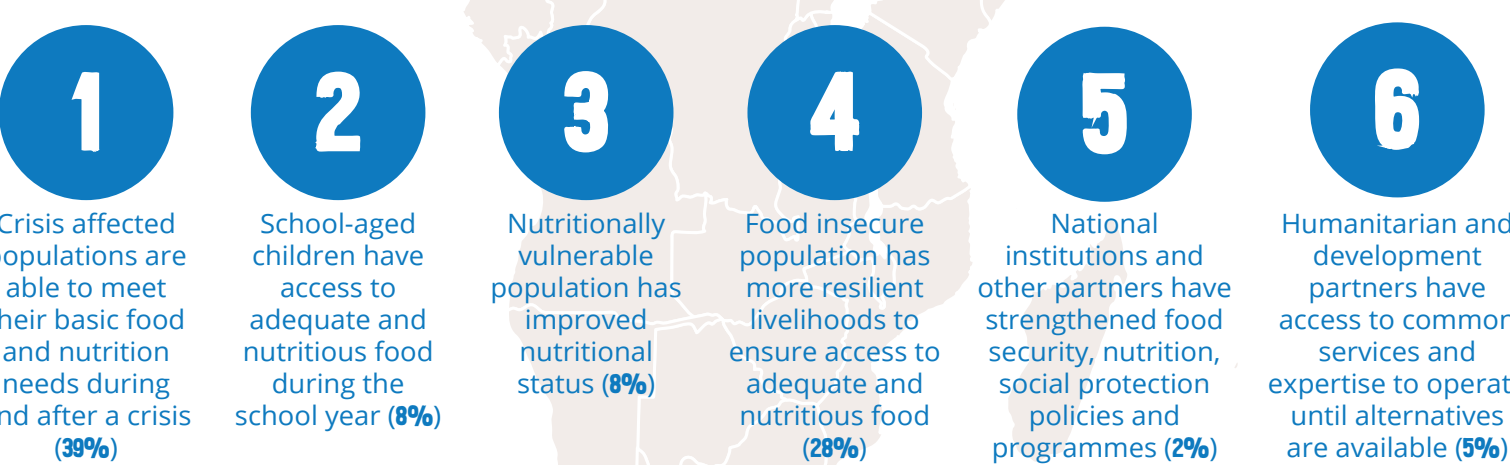 1
Crisis affected
populations are
able to meet
heir basic food
and nutrition
needs during
nd after a crisis
(39%)
2
School-aged
children have
access to
adequate and
nutritious food
during the
school year (8%)
3
Nutritionally
vulnerable
population has
improved
nutritional
status (8%)
4
Food insecure
population has
more resilient
livelihoods to
ensure access to
adequate and
nutritious food
(28%)
5
National
institutions and
other partners have
strengthened food
security, nutrition,
social protection
policies and
programmes (2%)
6
Humanitarian and
development
partners have
access to common
services and
expertise to operat
until alternatives
are available (5%)